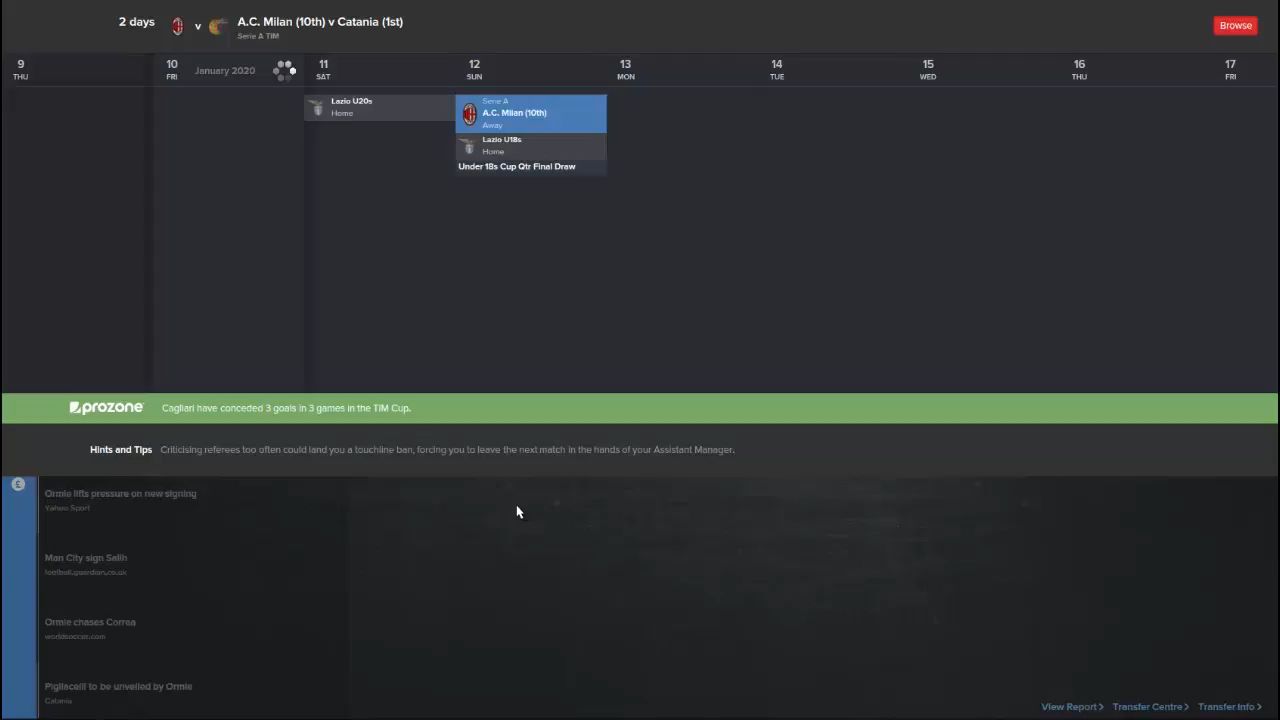 2 days
v
A.C. Milan (10th) v Catania (1st)
Serie A TIM
Browse
9
THU
10
FRI
January 2020
11
SAT
12
SUN
13
MON
14
TUE
15
WED
16
THU
17
FRI
Lazio U20s
Home
Serie A
A.C. Milan (10th)
Away
Lazio U18s
Home
Under 18s Cup Qtr Final Draw
prozone
Cagliari have conceded 3 goals in 3 games in the TIM Cup.
Hints and Tips
Criticising referees too often could land you a touchline ban, forcing you to leave the next match in the hands of your Assistant Manager.
£
Ormie lifts pressure on new signing
Yahoo Sport
Man City sign Salih
football.guardian.co.uk
Ormie chases Correa
worldsoccer.com
Pigliacelli to be unveiled by Ormie
Catania
View Report
Transfer Centre
Transfer Info